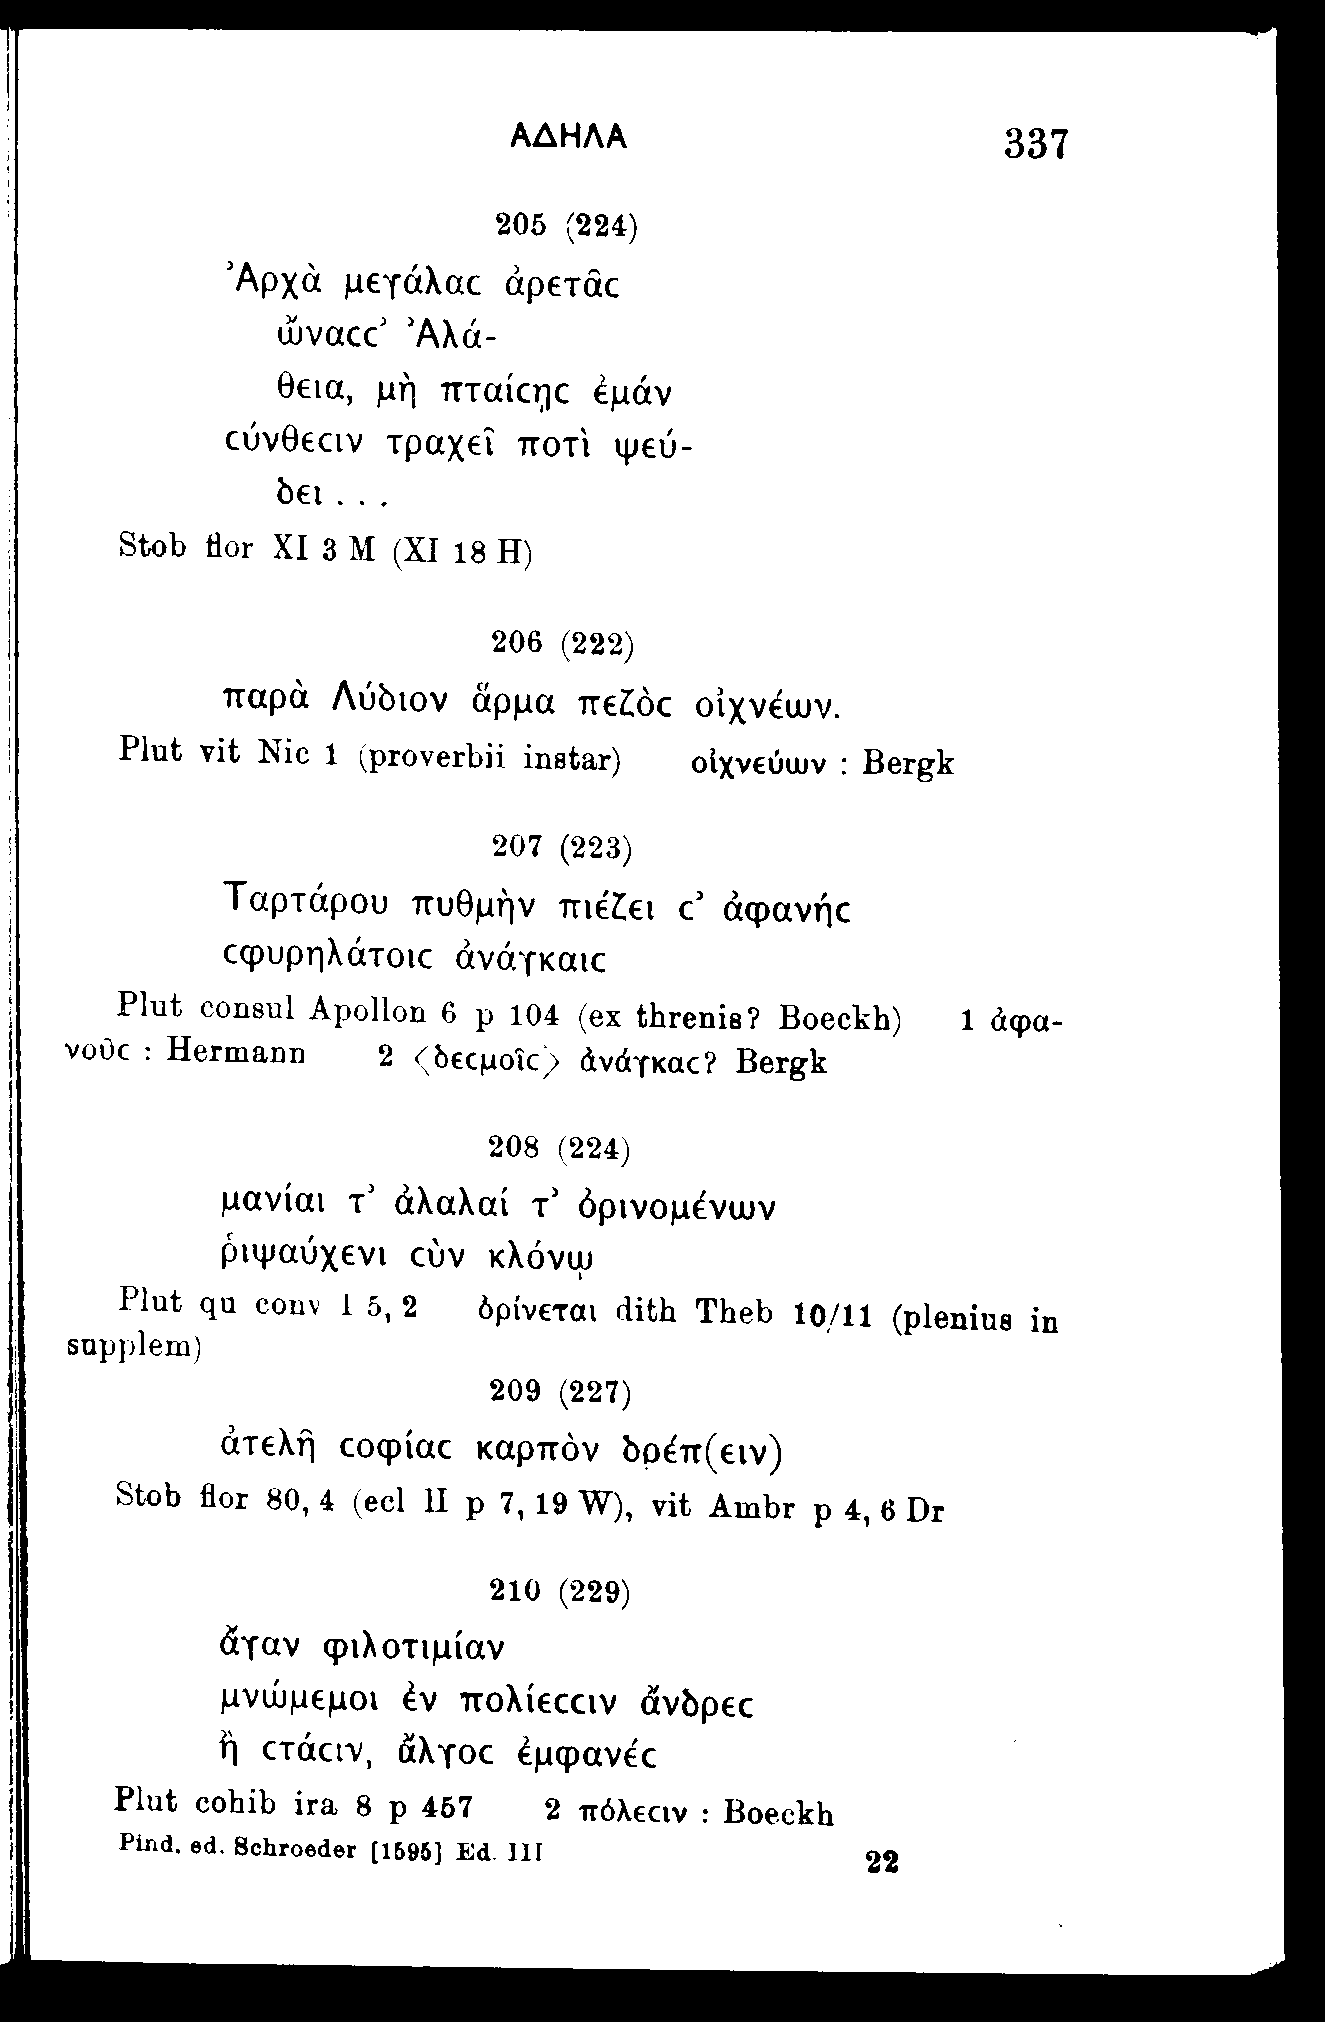 ΑΔΗΛΑ 337
205 (224)
Ἀρχὰ μεγάλαϲ ἀρετᾶϲ
ὤναϲϲ’ Ἀλά-
θεια, μὴ πταίϲῃϲ ἐμάν
ϲύνθεϲιν τραχεῖ ποτὶ ψεύ-
δει . . .
Stob flor XI 3 M (XI 18 H)
206 (222)
παρὰ Λύδιον ἅρμα πεζὸϲ οἰχνέων.
Plut vit Nic 1 (proverbii instar) οἰχνεύων : Bergk
207 (223)
Ταρτάρου πυθμὴν πιέζει ϲ’ ἀφανήϲ
ϲφυρηλάτοιϲ ἀνάγκαιϲ
Plut consul Apollon 6 p 104 (ex threnis? Boeckh) 1 ἀφα-
νοῦϲ : Hermann 2 <δεϲμοῖϲ> ἀνάγκαϲ? Bergk
208 (224)
μανίαι τ’ ἀλαλαί τ’ ὀρινομένων
ῥιψαύχενι ϲὺν κλόνῳ
Plut qu conv I 5, 2 ὀρίνεται dith Theb 10/11 (plenius in
supplem)
209 (227)
ἀτελῆ ϲοφίαϲ καρπὸν δρέπ(ειν)
Stob flor 80, 4 (ecl II p 7, 19 W), vit Ambr p 4, 6 Dr
210 (229)
ἄγαν φιλοτιμίαν
μνώμεμοι ἐν πολίεϲϲιν ἄνδρεϲ
ἢ ϲτάϲιν, ἄλγοϲ ἐμφανέϲ
Plut cohib ira 8 p 457 2 πόλεϲιν : Boeckh
Pind. ed. Schroeder [1595] Ed. III 22